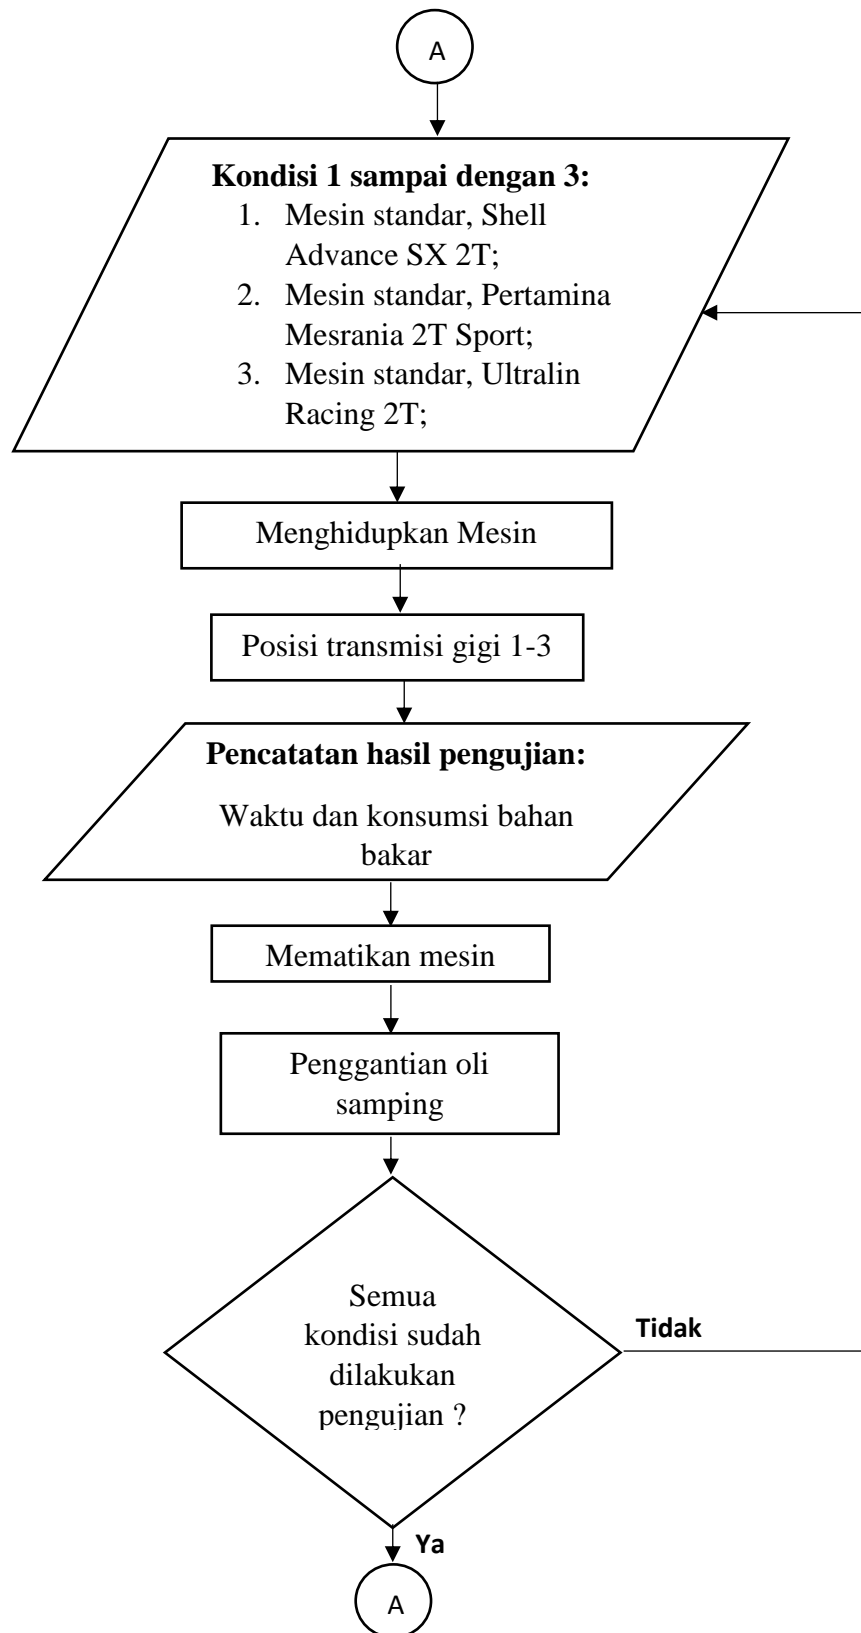 A
Kondisi 1 sampai dengan 3:
1. Mesin standar, Shell
Advance SX 2T;
2. Mesin standar, Pertamina
Mesrania 2T Sport;
3. Mesin standar, Ultralin
Racing 2T;
Menghidupkan Mesin
Posisi transmisi gigi 1-3
Pencatatan hasil pengujian:
Waktu dan konsumsi bahan
bakar
Mematikan mesin
Penggantian oli
samping
Semua
kondisi sudah
dilakukan
pengujian ?
Tidak
Ya
A